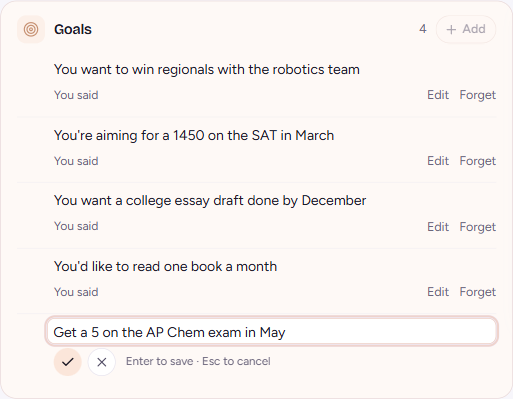 Goals 4 + Add
You want to win regionals with the robotics team
You said Edit Forget
You're aiming for a 1450 on the SAT in March
You said Edit Forget
You want a college essay draft done by December
You said Edit Forget
You'd like to read one book a month
You said Edit Forget
Get a 5 on the AP Chem exam in May
Enter to save · Esc to cancel